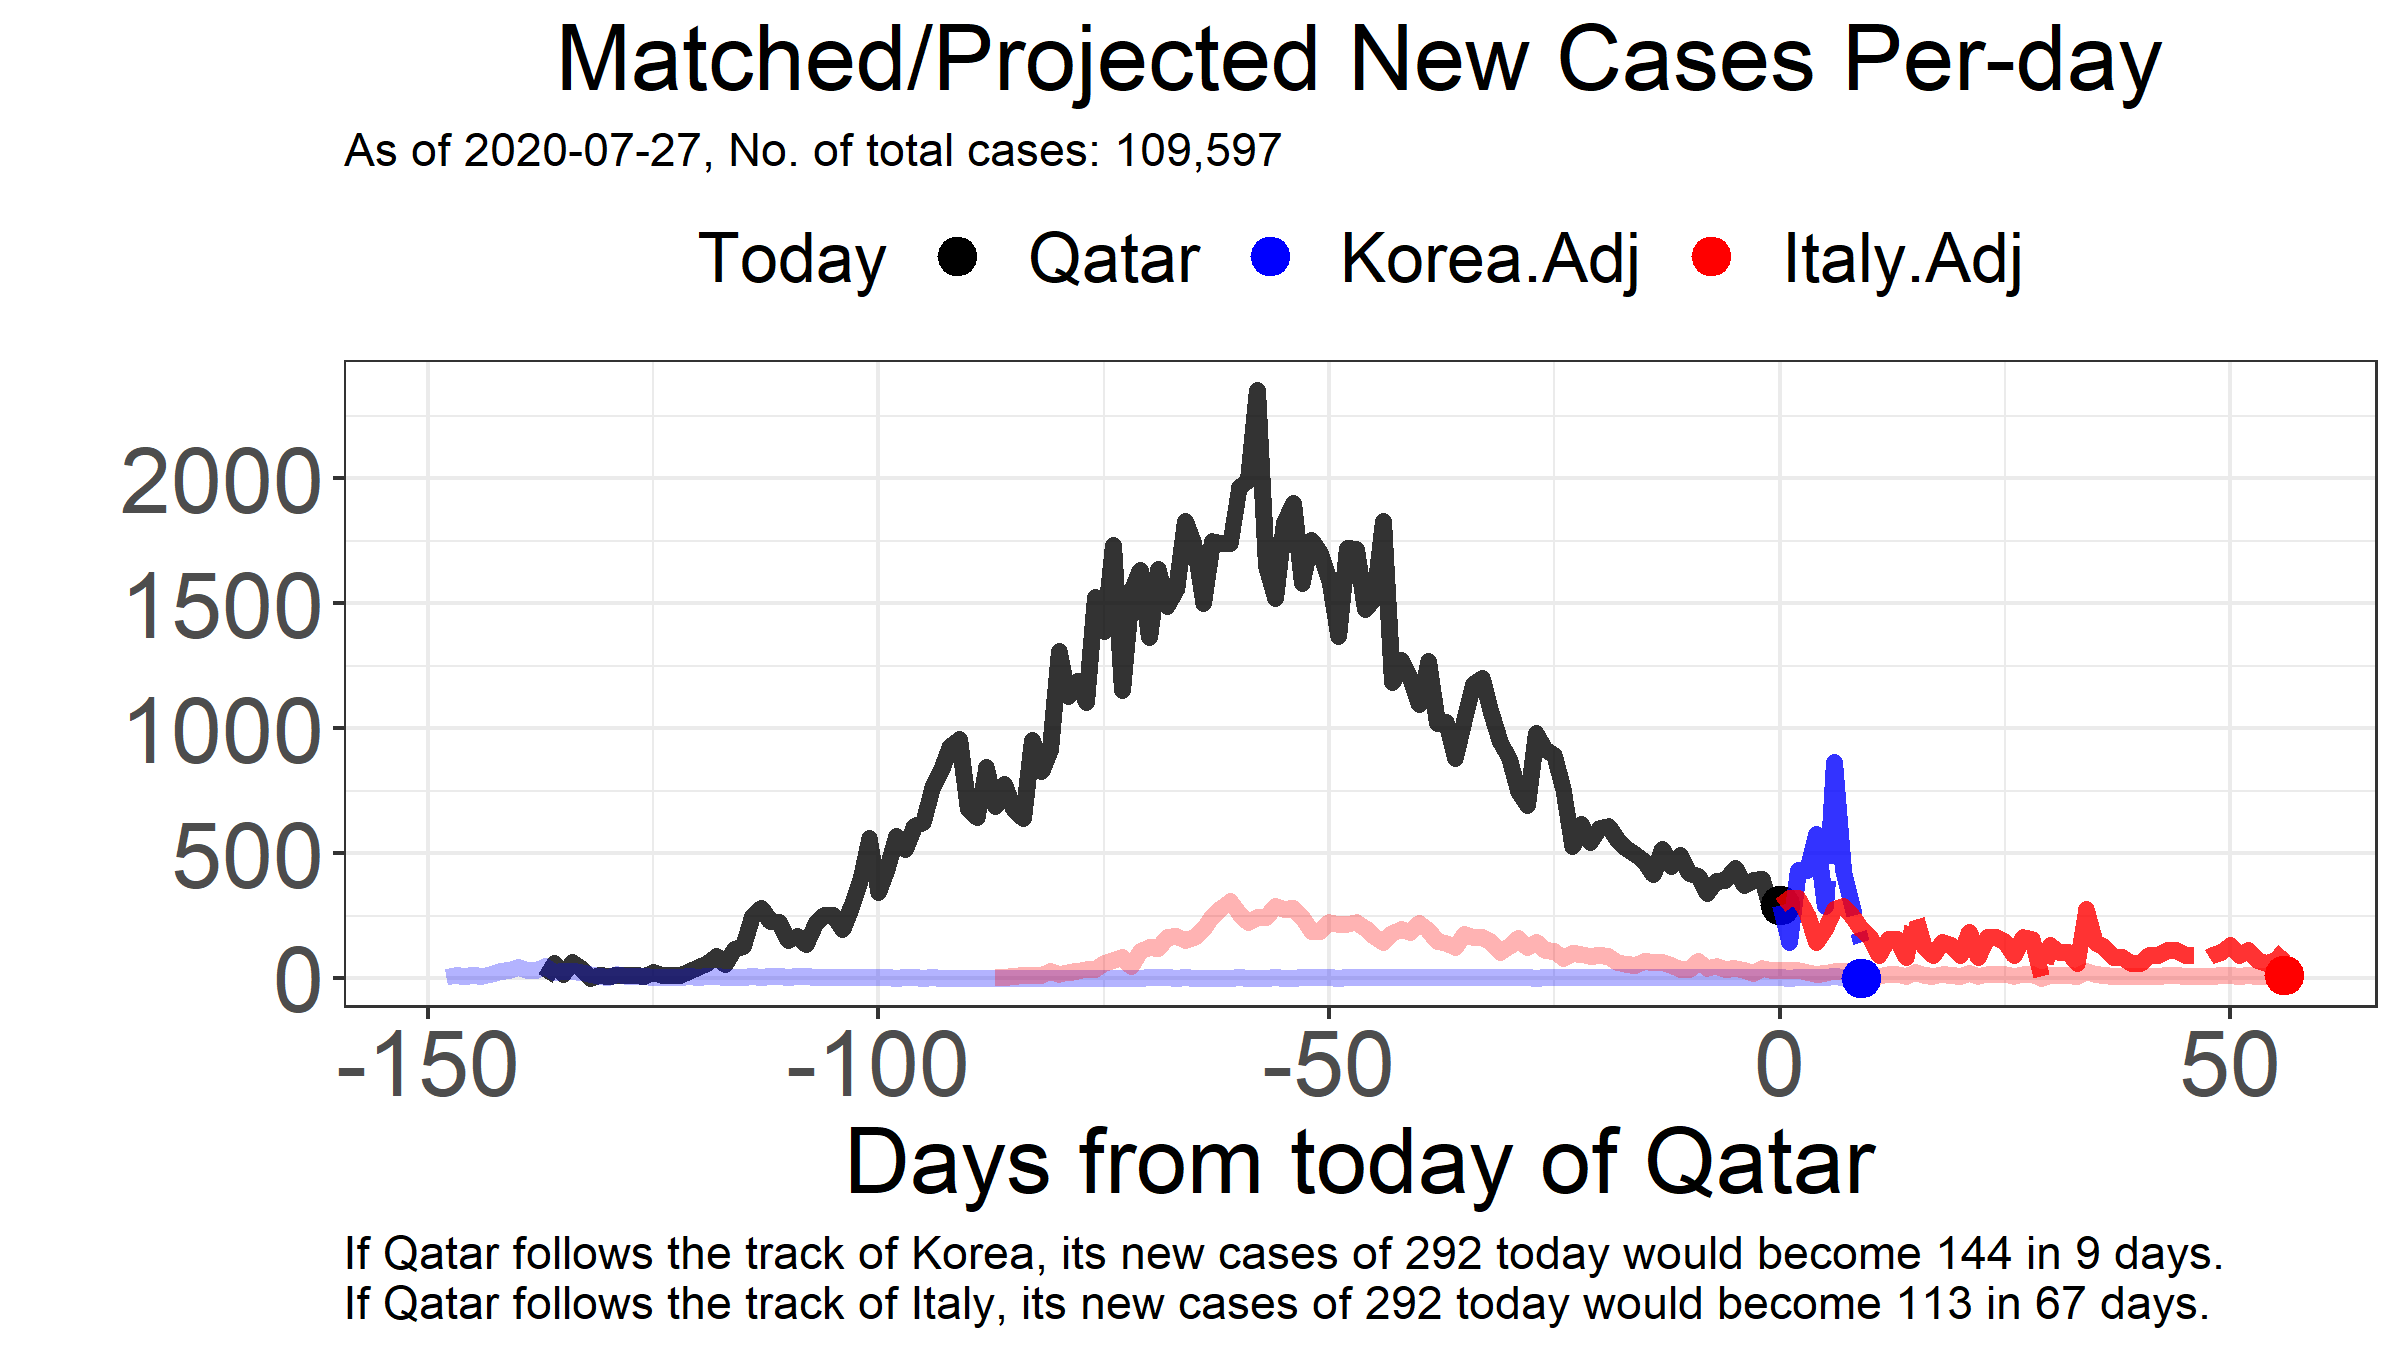 Matched/Projected New Cases Per-day
As of 2020-07-27, No. of total cases: 109,597
Today Qatar Korea.Adj Italy.Adj
2000
1500
1000
500
0
-150 -100 -50 0 50
Days from today of Qatar
If Qatar follows the track of Korea, its new cases of 292 today would become 144 in 9 days.
If Qatar follows the track of Italy, its new cases of 292 today would become 113 in 67 days.